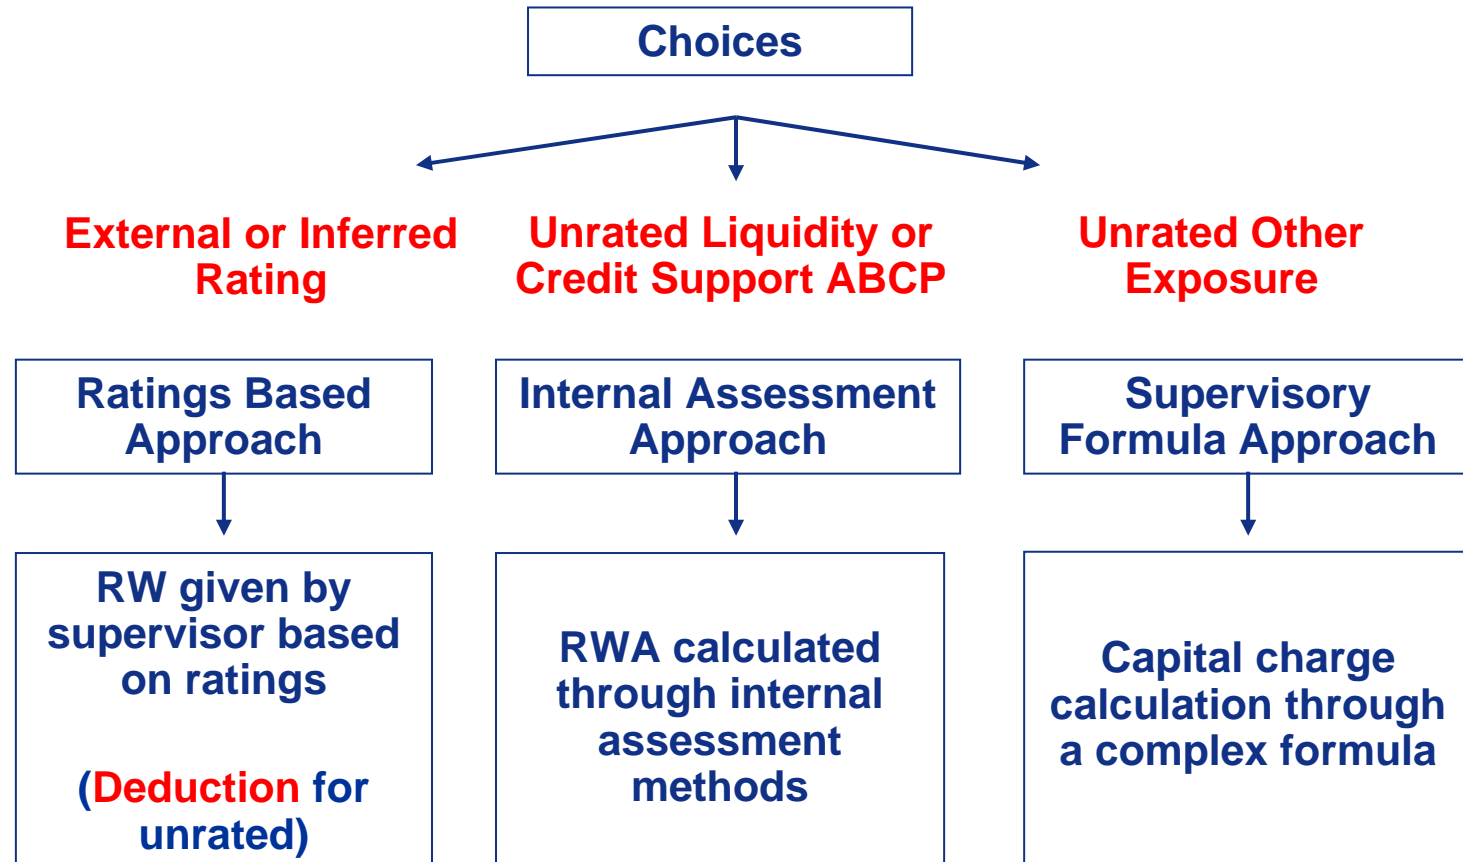 Choices
External or Inferred
Rating
Unrated Liquidity or
Credit Support ABCP
Unrated Other
Exposure
Ratings Based
Approach
Internal Assessment
Approach
Supervisory
Formula Approach
RW given by
supervisor based
on ratings
(Deduction for
unrated)
RWA calculated
through internal
assessment
methods
Capital charge
calculation through
a complex formula